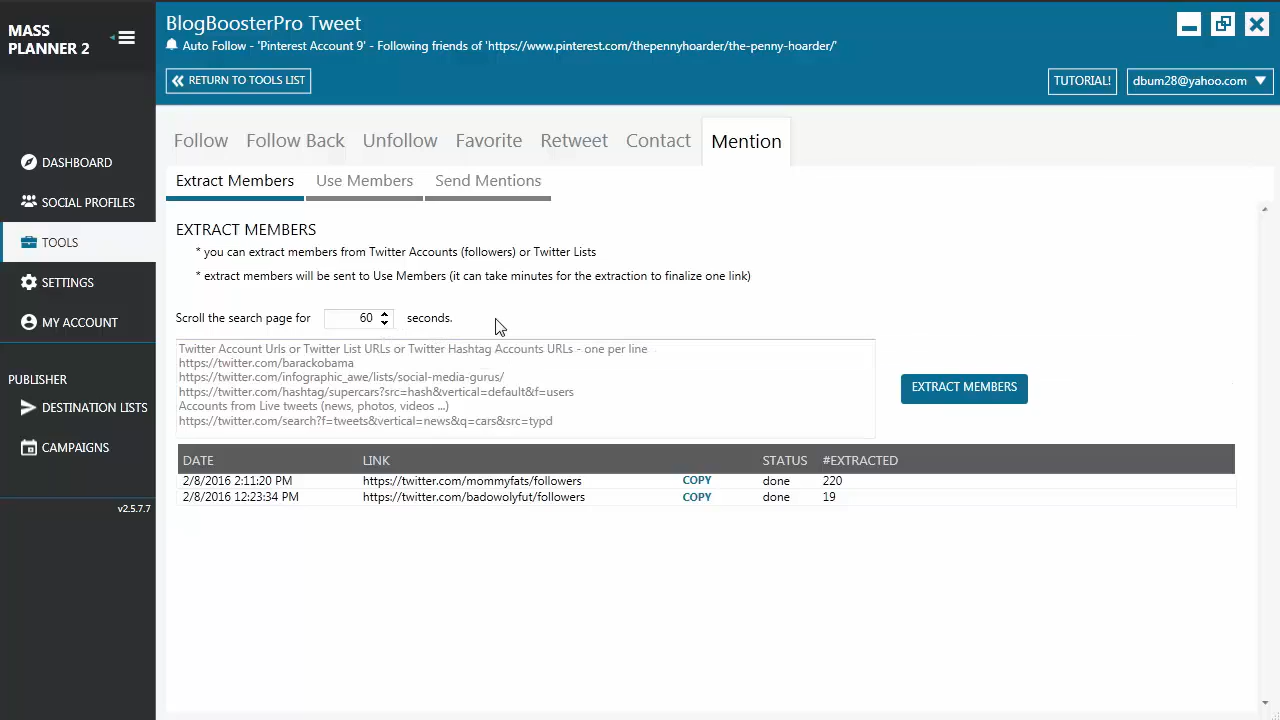 MASS
PLANNER 2
BlogBoosterPro Tweet
Auto Follow - 'Pinterest Account 9' - Following friends of 'https://www.pinterest.com/thepennyhoarder/the-penny-hoarder/'
RETURN TO TOOLS LIST
TUTORIAL!
dbum28@yahoo.com
DASHBOARD
SOCIAL PROFILES
TOOLS
SETTINGS
MY ACCOUNT
PUBLISHER
DESTINATION LISTS
CAMPAIGNS
v2.5.7.7
Follow Follow Back Unfollow Favorite Retweet Contact Mention
Extract Members Use Members Send Mentions
EXTRACT MEMBERS
* you can extract members from Twitter Accounts (followers) or Twitter Lists
* extract members will be sent to Use Members (it can take minutes for the extraction to finalize one link)
Scroll the search page for 60 seconds.
Twitter Account Urls or Twitter List URLs or Twitter Hashtag Accounts URLs - one per line
https://twitter.com/barackobama
https://twitter.com/infographic_awe/lists/social-media-gurus/
https://twitter.com/hashtag/supercars?src=hash&vertical=default&f=users
Accounts from Live tweets (news, photos, videos ...)
https://twitter.com/search?f=tweets&vertical=news&q=cars&src=typd
EXTRACT MEMBERS
DATE LINK STATUS #EXTRACTED
2/8/2016 2:11:20 PM https://twitter.com/mommyfats/followers COPY done 220
2/8/2016 12:23:34 PM https://twitter.com/badowolyfut/followers COPY done 19